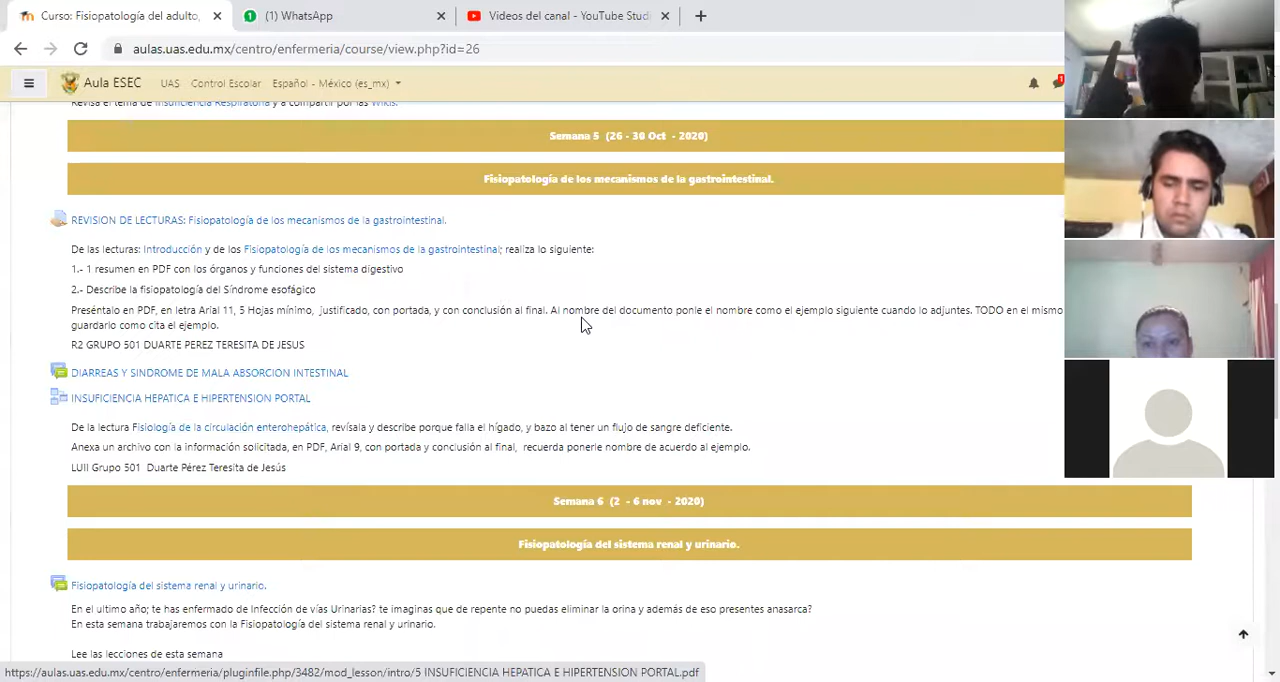 Curso: Fisiopatología del adulto,
(1) WhatsApp
Videos del canal - YouTube Studi
aulas.uas.edu.mx/centro/enfermeria/course/view.php?id=26
Aula ESEC UAS Control Escolar Español - México (es_mx)
1
Revisa el tema de Insuficiencia Respiratoria y a compartir por las Wikis.
Semana 5 (26 - 30 Oct - 2020)
Fisiopatología de los mecanismos de la gastrointestinal.
REVISION DE LECTURAS: Fisiopatología de los mecanismos de la gastrointestinal.
De las lecturas: Introducción y de los Fisiopatología de los mecanismos de la gastrointestinal; realiza lo siguiente:
1.- 1 resumen en PDF con los órganos y funciones del sistema digestivo
2.- Describe la fisiopatología del Síndrome esofágico
Preséntalo en PDF, en letra Arial 11, 5 Hojas mínimo, justificado, con portada, y con conclusión al final. Al nombre del documento ponle el nombre como el ejemplo siguiente cuando lo adjuntes. TODO en el mismo
guardarlo como cita el ejemplo.
R2 GRUPO 501 DUARTE PEREZ TERESITA DE JESUS
DIARREAS Y SINDROME DE MALA ABSORCION INTESTINAL
INSUFICIENCIA HEPATICA E HIPERTENSION PORTAL
De la lectura Fisiología de la circulación enterohepática, revísala y describe porque falla el hígado, y bazo al tener un flujo de sangre deficiente.
Anexa un archivo con la información solicitada, en PDF, Arial 9, con portada y conclusión al final, recuerda ponerle nombre de acuerdo al ejemplo.
LUII Grupo 501 Duarte Pérez Teresita de Jesús
Semana 6 (2 - 6 nov - 2020)
Fisiopatología del sistema renal y urinario.
Fisiopatología del sistema renal y urinario.
En el ultimo año; te has enfermado de Infección de vías Urinarias? te imaginas que de repente no puedas eliminar la orina y además de eso presentes anasarca?
En esta semana trabajaremos con la Fisiopatología del sistema renal y urinario.
Lee las lecciones de esta semana
https://aulas.uas.edu.mx/centro/enfermeria/pluginfile.php/3482/mod_lesson/intro/5 INSUFICIENCIA HEPATICA E HIPERTENSION PORTAL.pdf